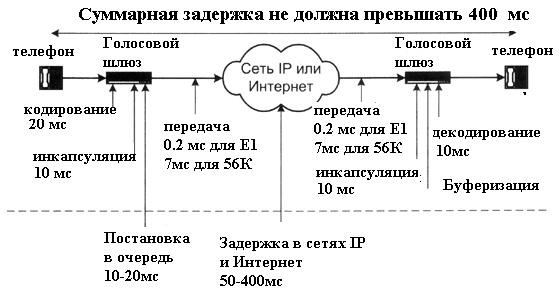 Суммарная задержка не должна превышать 400 мс
телефон
Голосовой
шлюз
Сеть IP или
Интернет
Голосовой
шлюз
телефон
кодирование
20 мс
инкапсуляция
10 мс
передача
0.2 мс для E1
7мс для 56К
передача
0.2 мс для E1
7мс для 56К
инкапсуляция
10 мс
декодирование
10мс
Буферизация
Постановка
в очередь
10-20мс
Задержка в сетях IP
и Интернет
50-400мс